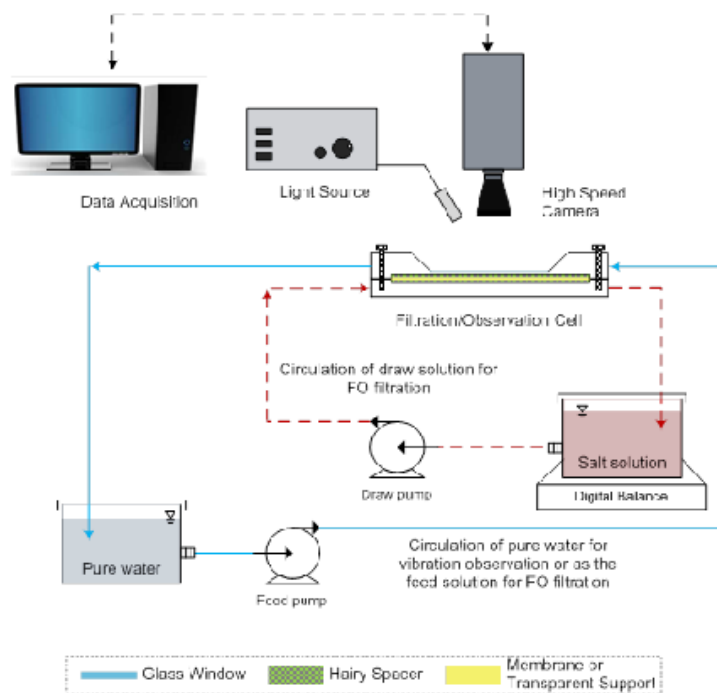 Data Acquisition
Light Source
High Speed
Camera
Filtration/Observation Cell
Circulation of draw solution for
FO filtration
Salt solution
Draw pump
Digital Balance
Pure water
Feed pump
Circulation of pure water for
vibration observation or as the
feed solution for FO filtration
Glass Window
Hairy Spacer
Membrane or
Transparent Support